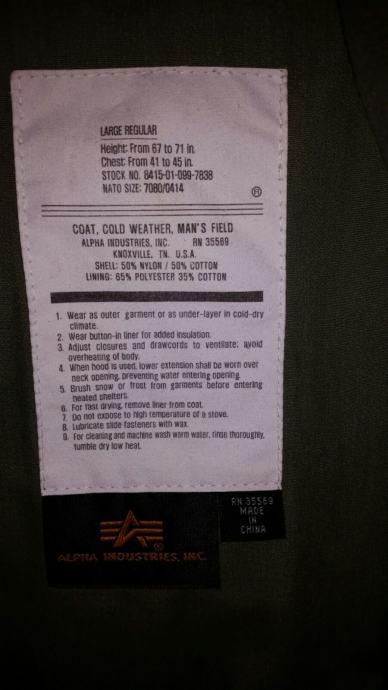 LARGE REGULAR
Height: From 67 to 71 in.
Chest: From 41 to 45 in.
STOCK NO. 8415-01-099-7838
NATO SIZE: 7080/0414
®
COAT, COLD WEATHER, MAN'S FIELD
ALPHA INDUSTRIES, INC. RN 35569
KNOXVILLE, TN. U.S.A.
SHELL: 50% NYLON / 50% COTTON
LINING: 65% POLYESTER 35% COTTON
1. Wear as outer garment or as under-layer in cold-dry
climate.
2. Wear button-in liner for added insulation.
3. Adjust closures and drawcords to ventilate; avoid
overheating of body.
4. When hood is used, lower extension shall be worn over
neck opening, preventing water entering opening.
5. Brush snow or frost from garments before entering
heated shelters.
6. For fast drying, remove liner from coat.
7. Do not expose to high temperature of a stove.
8. Lubricate slide fasteners with wax.
9. For cleaning and machine wash warm water, rinse thoroughly,
tumble dry low heat.
RN 35569
MADE
IN
CHINA
®
ALPHA INDUSTRIES, INC.